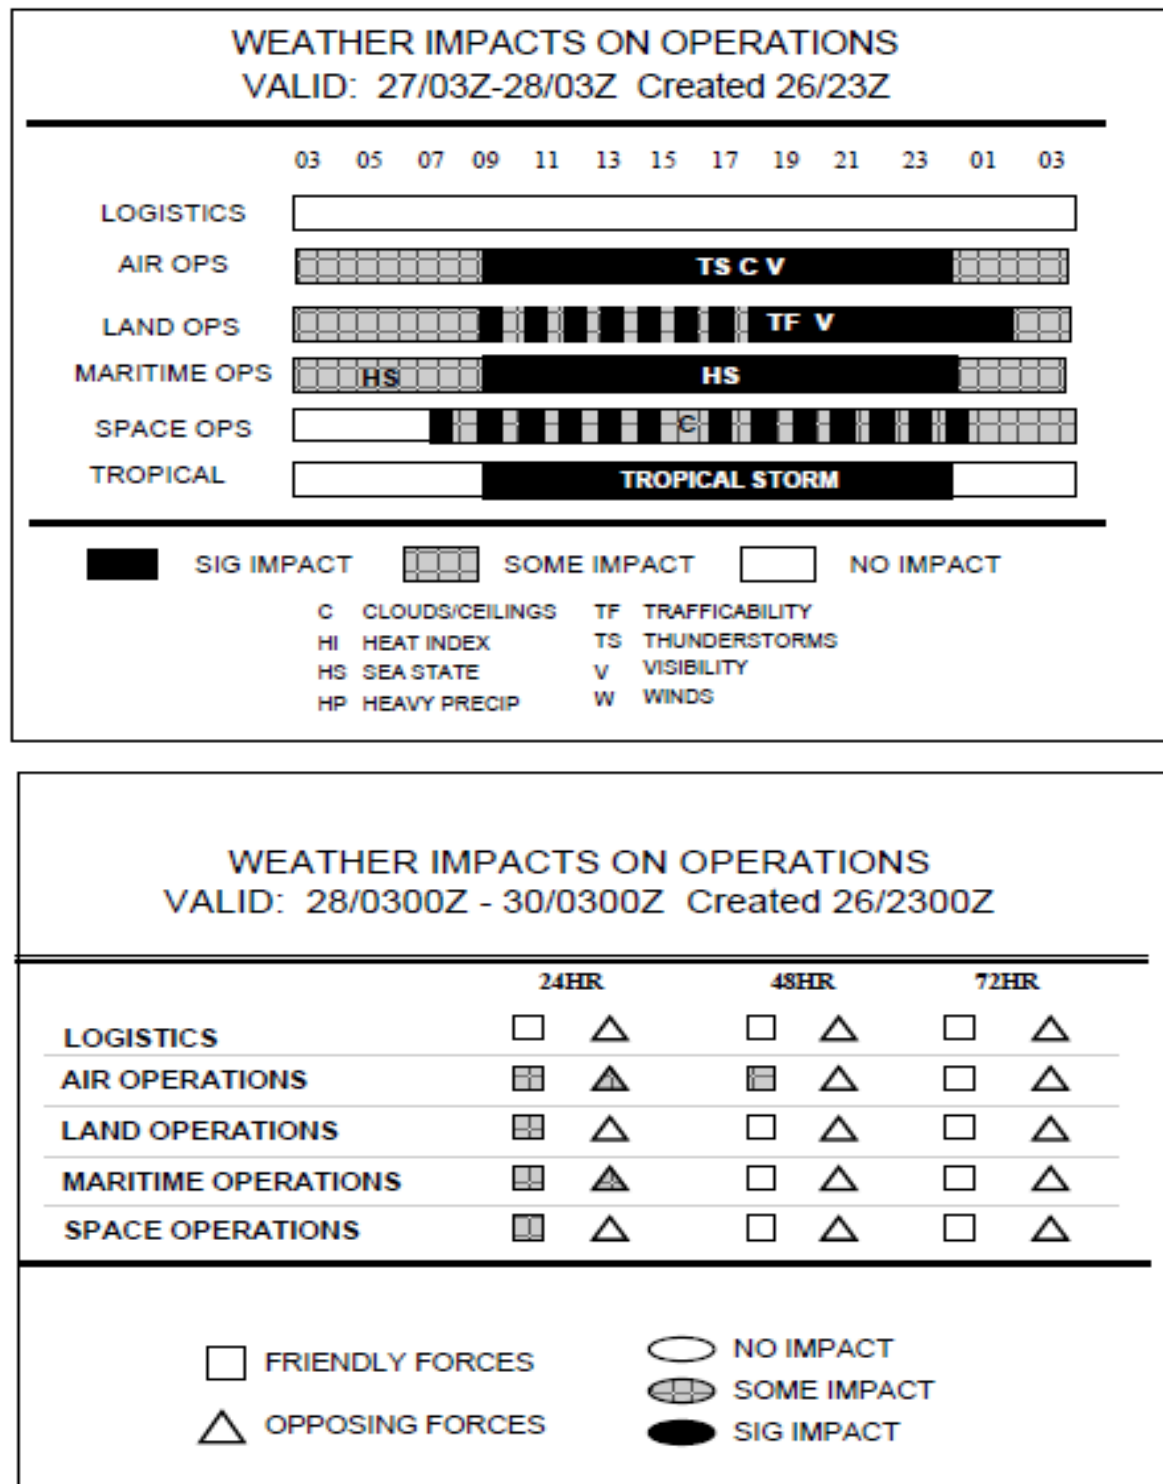 WEATHER IMPACTS ON OPERATIONS
VALID: 27/03Z-28/03Z Created 26/23Z
03 05 07 09 11 13 15 17 19 21 23 01 03
LOGISTICS
AIR OPS TS C V
LAND OPS TF V
MARITIME OPS HS HS
SPACE OPS C
TROPICAL TROPICAL STORM
SIG IMPACT SOME IMPACT NO IMPACT
C CLOUDS/CEILINGS TF TRAFFICABILITY
HI HEAT INDEX TS THUNDERSTORMS
HS SEA STATE V VISIBILITY
HP HEAVY PRECIP W WINDS
WEATHER IMPACTS ON OPERATIONS
VALID: 28/0300Z - 30/0300Z Created 26/2300Z
24HR 48HR 72HR
LOGISTICS
AIR OPERATIONS
LAND OPERATIONS
MARITIME OPERATIONS
SPACE OPERATIONS
FRIENDLY FORCES NO IMPACT
SOME IMPACT
OPPOSING FORCES SIG IMPACT